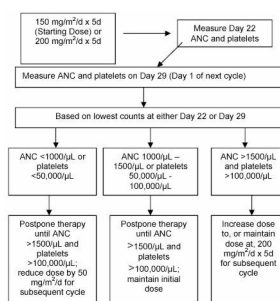 150 mg/m²/d x 5d
(Starting Dose) or
200 mg/m²/d x 5d
Measure Day 22
ANC and platelets
Measure ANC and platelets on Day 29 (Day 1 of next cycle)
Based on lowest counts at either Day 22 or Day 29
ANC <1000/µL or
platelets
<50,000/µL
ANC 1000/µL –
1500/µL or platelets
50,000/µL -
100,000/µL
ANC >1500/µL
and platelets
>100,000/µL;
Postpone therapy
until ANC
>1500/µL and
platelets
>100,000/µL;
reduce dose by 50
mg/m²/d for
subsequent cycle
Postpone therapy
until ANC
>1500/µL and
platelets
>100,000/µL;
maintain initial
dose
Increase dose
to, or maintain
dose at, 200
mg/m²/d x 5d
for subsequent
cycle